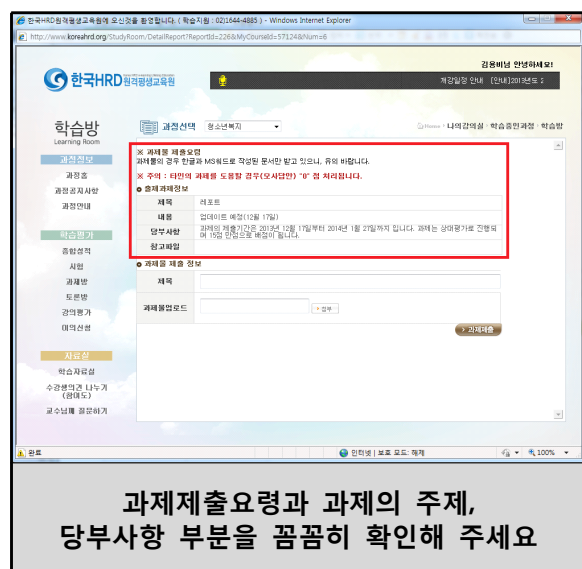 한국HRD원격평생교육원에 오신것을 환영합니다. ( 학습지원 : 02)1644-4885 ) - Windows Internet Explorer
http://www.koreahrd.org/StudyRoom/DetailReport?ReportId=226&MyCourseId=57124&Num=6
김용비님 안녕하세요!
한국HRD원격평생교육원
개강일정 안내 [안내]2013년도 2
학습방
Learning Room
과정선택 청소년복지
Home > 나의강의실 > 학습중인과정 > 학습방
과정정보
과정홈
과정공지사항
과정안내
학습평가
종합성적
시험
과제방
토론방
강의평가
이의신청
자료실
학습자료실
수강생의견 나누기
(참여도)
교수님께 질문하기
※ 과제물 제출요령
과제물의 경우 한글과 MS워드로 작성된 문서만 받고 있으니, 유의 바랍니다.
※ 주의 : 타인의 과제를 도용할 경우(모사답안) "0" 점 처리됩니다.
출제과제정보
제목 레포트
내용 업데이트 예정(12월 17일)
당부사항 과제의 제출기간은 2013년 12월 17일부터 2014년 1월 27일까지 입니다. 과제는 상대평가로 진행되
며 15점 만점으로 배점이 됩니다.
참고파일
과제물 제출 정보
제목
과제물업로드 첨부
과제제출
완료 인터넷 | 보호 모드: 해제 100%
과제제출요령과 과제의 주제,
당부사항 부분을 꼼꼼히 확인해 주세요